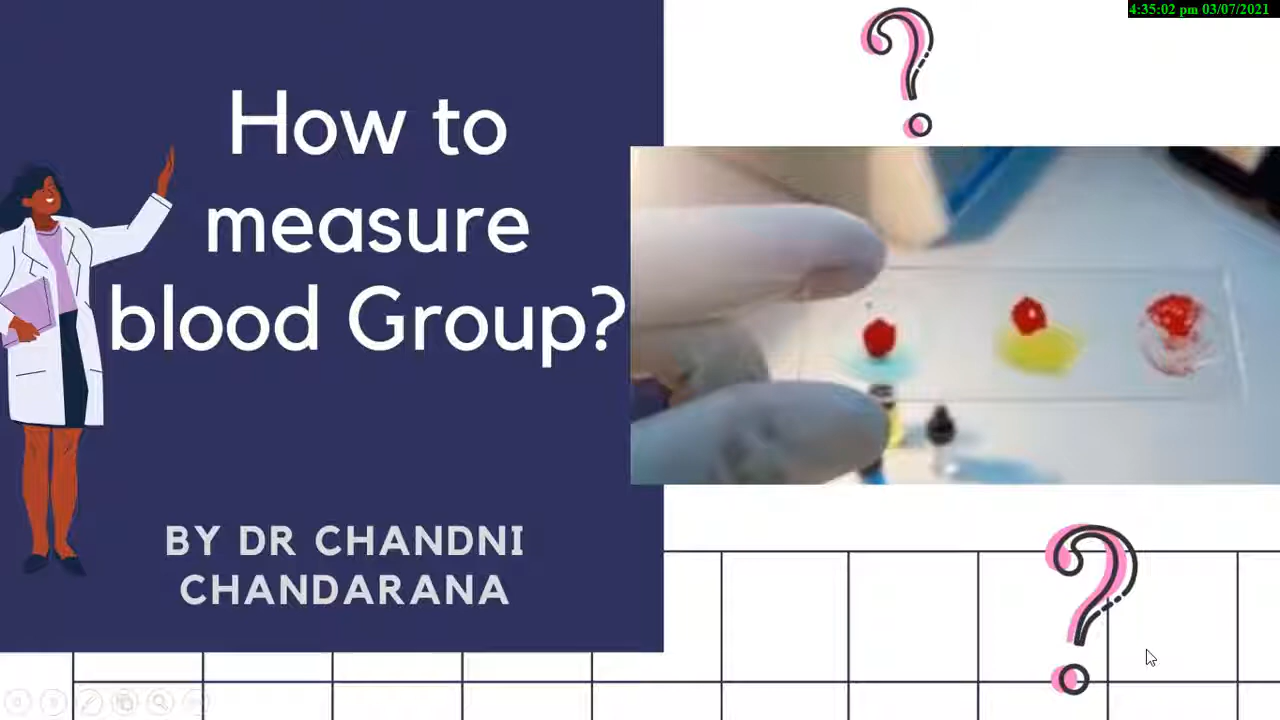 4:35:02 pm 03/07/2021
How to
measure
blood Group?
BY DR CHANDNI
CHANDARANA